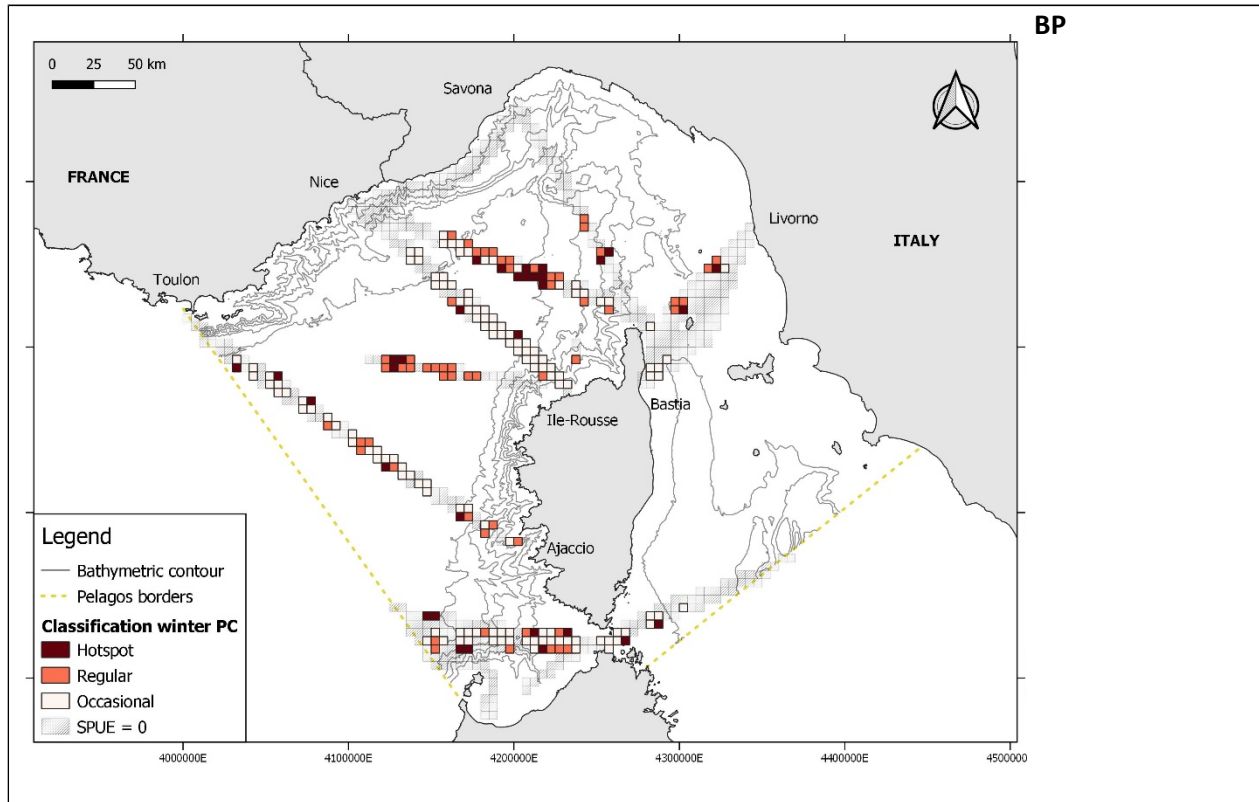 BP
0 25 50 km
Savona
FRANCE
Nice
Livorno
ITALY
Toulon
Ile-Rousse
Bastia
Ajaccio
Legend
Bathymetric contour
Pelagos borders
Classification winter PC
Hotspot
Regular
Occasional
SPUE = 0
4000000E 4100000E 4200000E 4300000E 4400000E 4500000E